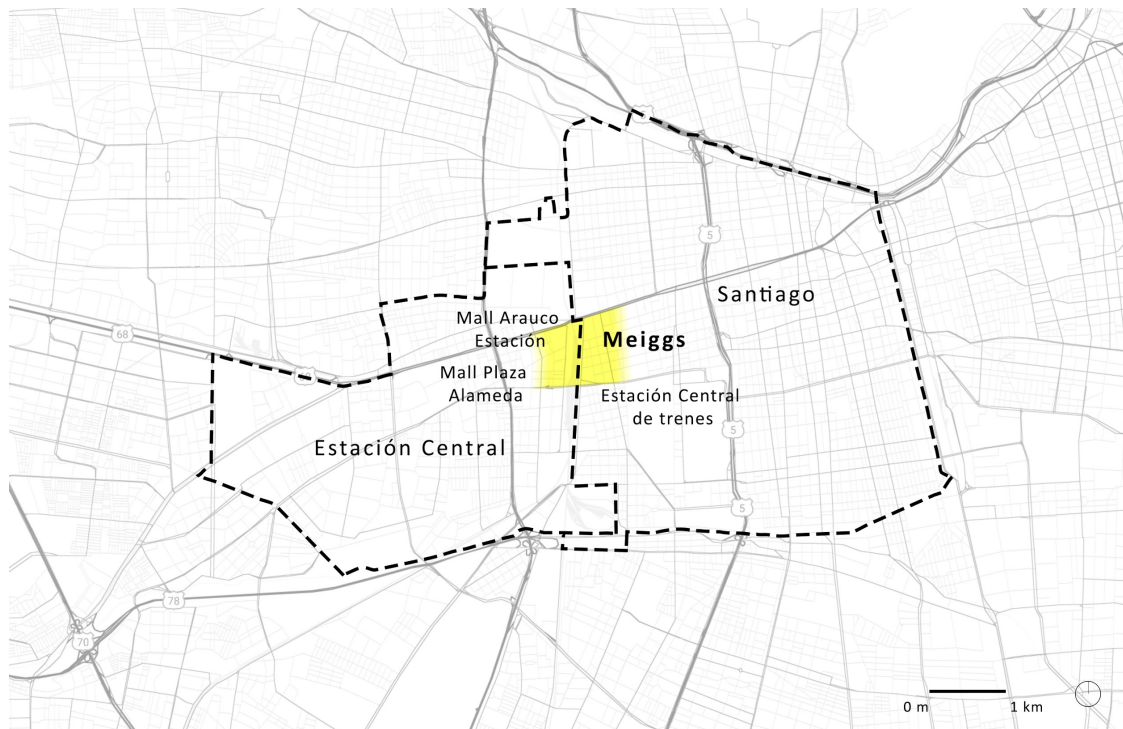 5
Santiago
Mall Arauco
Estación
68
Meiggs
Mall Plaza
Alameda
Estación Central
de trenes
5
Estación Central
5
78
70
0 m
1 km